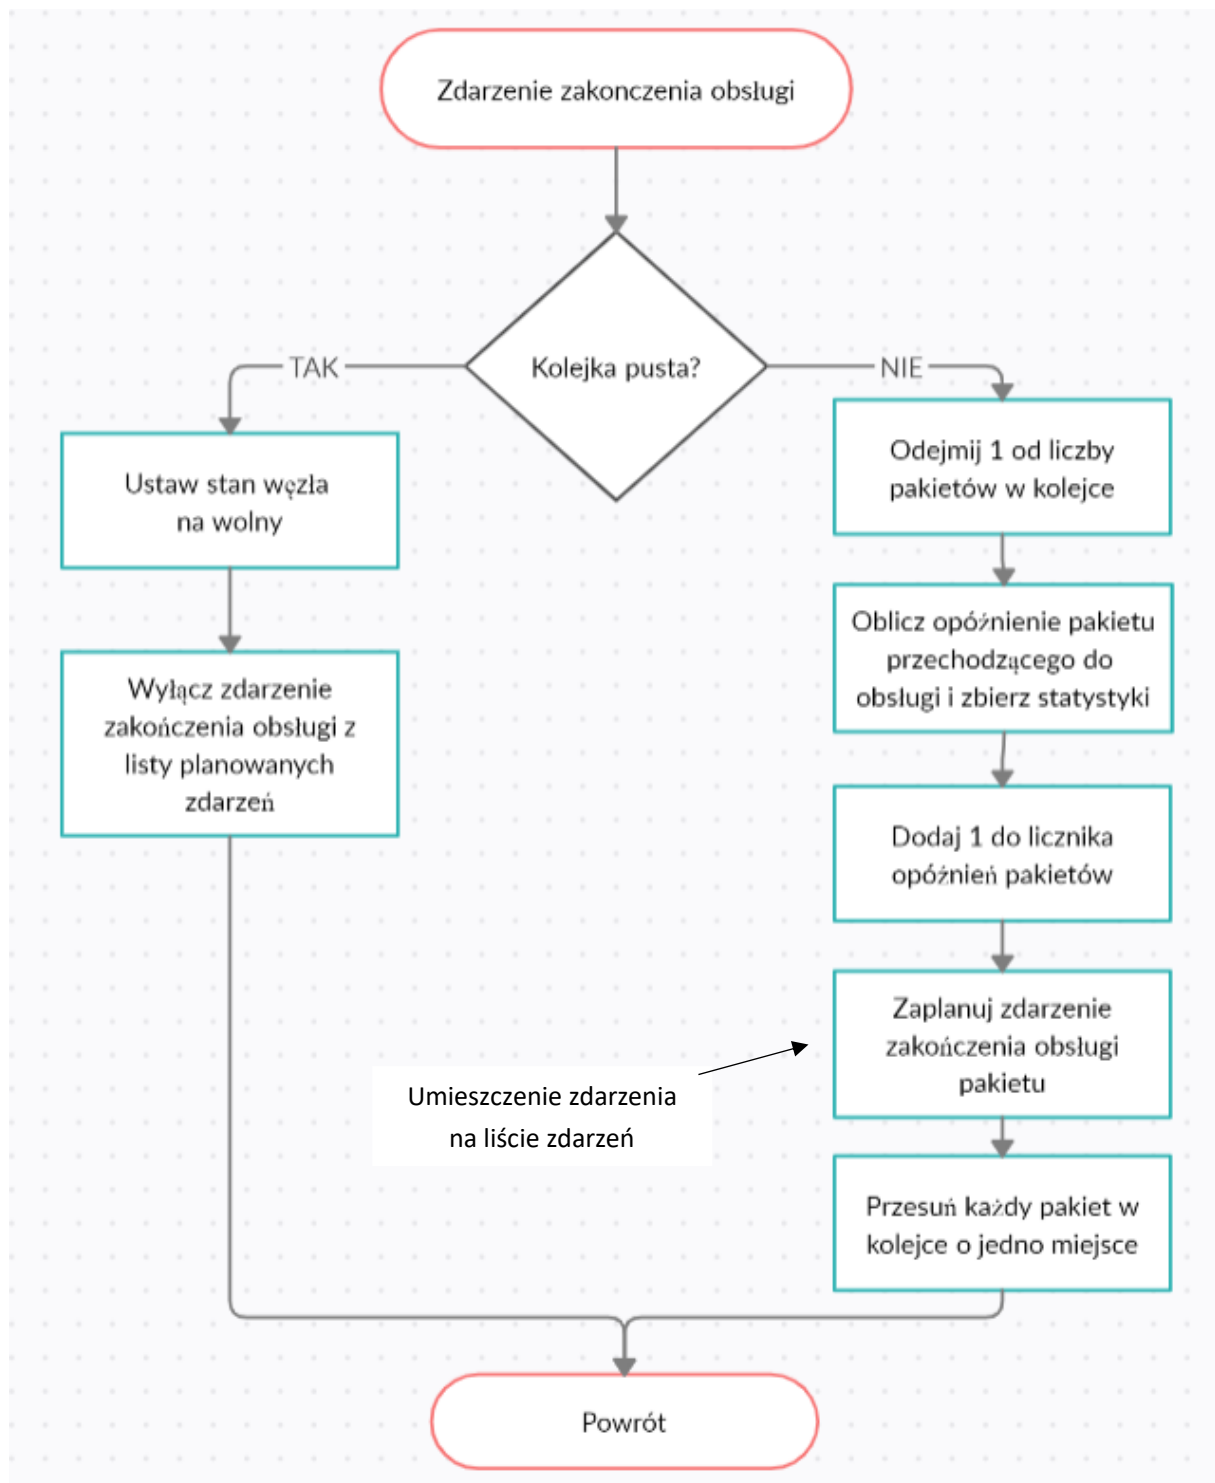 Zdarzenie zakonczenia obsługi
Kolejka pusta?
TAK
NIE
Ustaw stan węzła
na wolny
Wyłącz zdarzenie
zakończenia obsługi z
listy planowanych
zdarzeń
Odejmij 1 od liczby
pakietów w kolejce
Oblicz opóźnienie pakietu
przechodzącego do
obsługi i zbierz statystyki
Dodaj 1 do licznika
opóźnień pakietów
Zaplanuj zdarzenie
zakończenia obsługi
pakietu
Umieszczenie zdarzenia
na liście zdarzeń
Przesuń każdy pakiet w
kolejce o jedno miejsce
Powrót